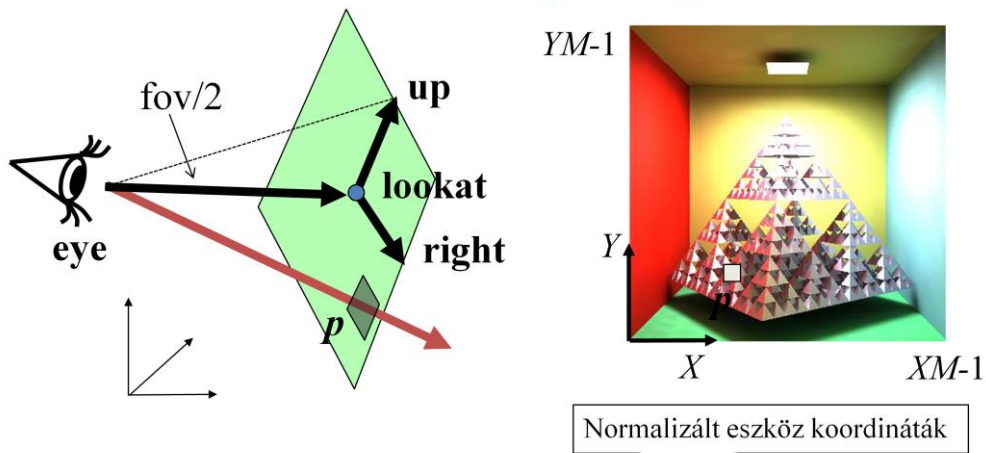 fov/2
up
lookat
right
eye
p
YM-1
Y
p
X
XM-1
Normalizált eszköz koordináták